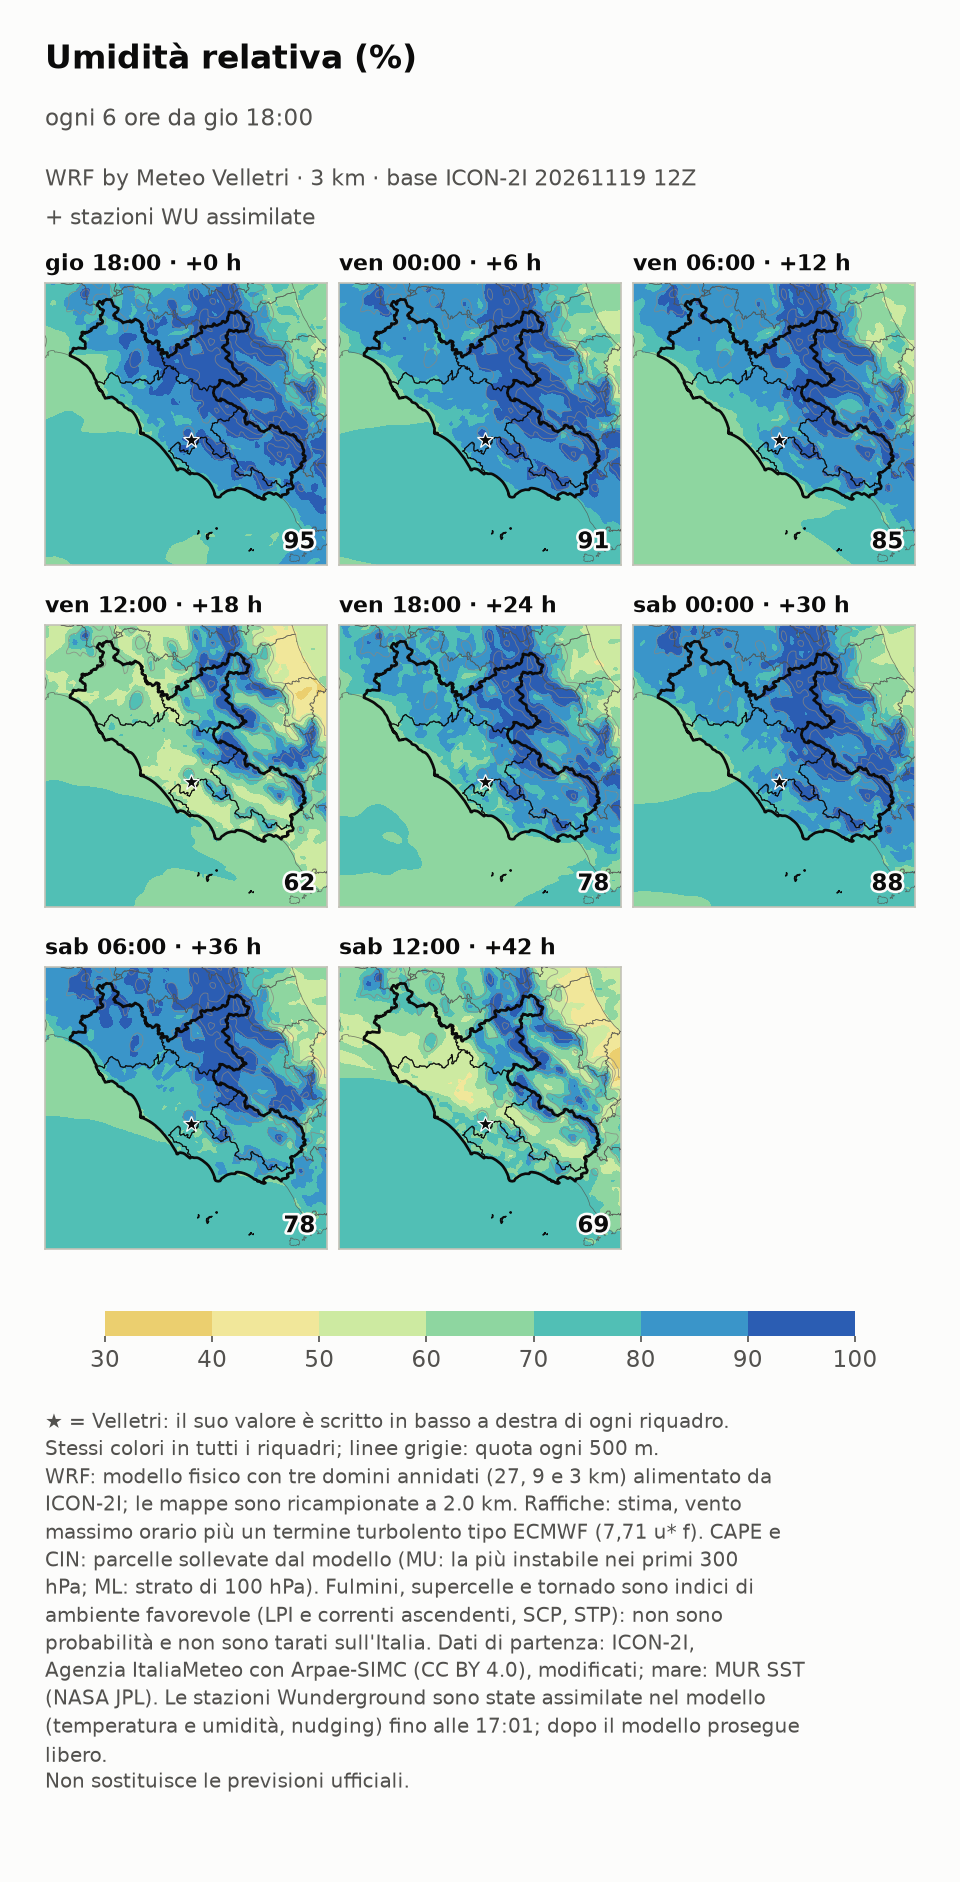 Umidità relativa (%)
ogni 6 ore da gio 18:00
WRF by Meteo Velletri · 3 km · base ICON-2I 20261119 12Z
+ stazioni WU assimilate
gio 18:00 · +0 h
ven 00:00 · +6 h
ven 06:00 · +12 h
95
91
85
ven 12:00 · +18 h
ven 18:00 · +24 h
sab 00:00 · +30 h
62
78
88
sab 06:00 · +36 h
sab 12:00 · +42 h
78
69
30 40 50 60 70 80 90 100
★ = Velletri: il suo valore è scritto in basso a destra di ogni riquadro.
Stessi colori in tutti i riquadri; linee grigie: quota ogni 500 m.
WRF: modello fisico con tre domini annidati (27, 9 e 3 km) alimentato da
ICON-2I; le mappe sono ricampionate a 2.0 km. Raffiche: stima, vento
massimo orario più un termine turbolento tipo ECMWF (7,71 u* f). CAPE e
CIN: parcelle sollevate dal modello (MU: la più instabile nei primi 300
hPa; ML: strato di 100 hPa). Fulmini, supercelle e tornado sono indici di
ambiente favorevole (LPI e correnti ascendenti, SCP, STP): non sono
probabilità e non sono tarati sull'Italia. Dati di partenza: ICON-2I,
Agenzia ItaliaMeteo con Arpae-SIMC (CC BY 4.0), modificati; mare: MUR SST
(NASA JPL). Le stazioni Wunderground sono state assimilate nel modello
(temperatura e umidità, nudging) fino alle 17:01; dopo il modello prosegue
libero.
Non sostituisce le previsioni ufficiali.